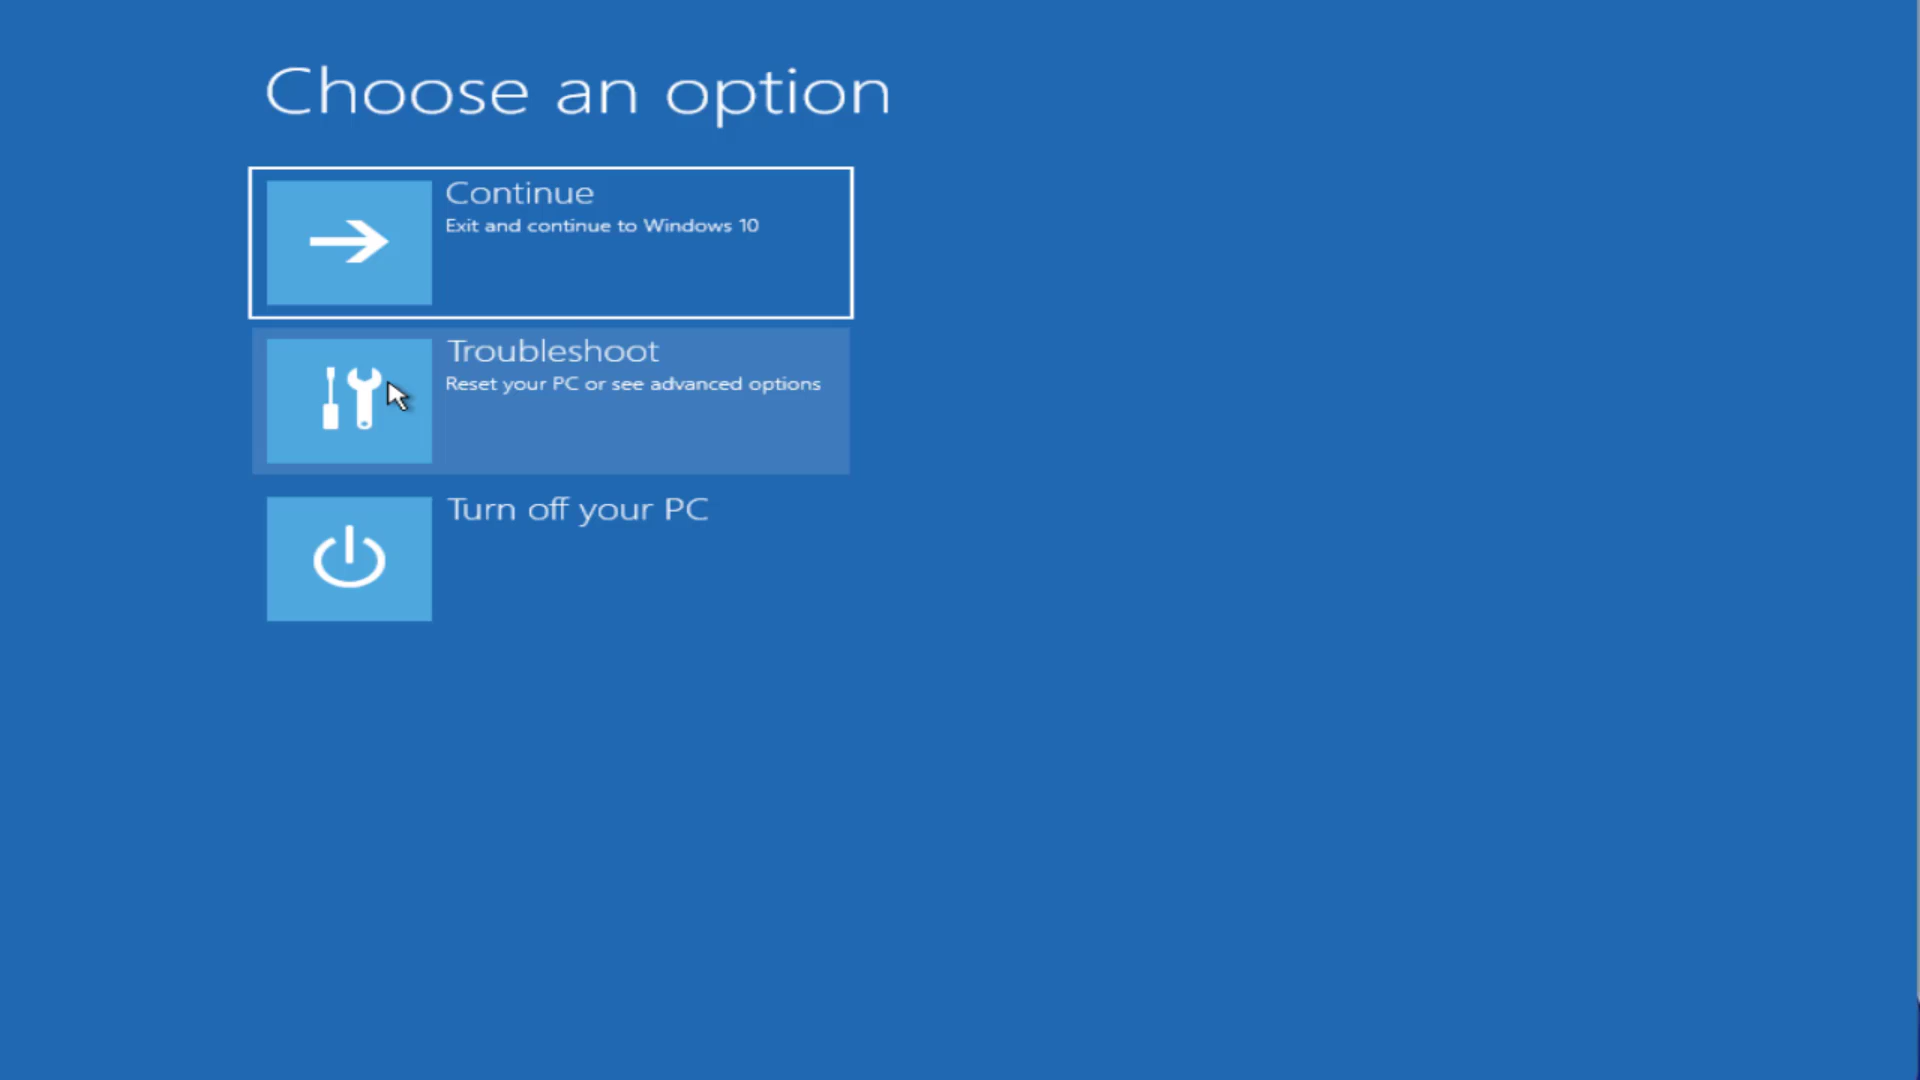 Choose an option
Continue
Exit and continue to Windows 10
Troubleshoot
Reset your PC or see advanced options
Turn off your PC